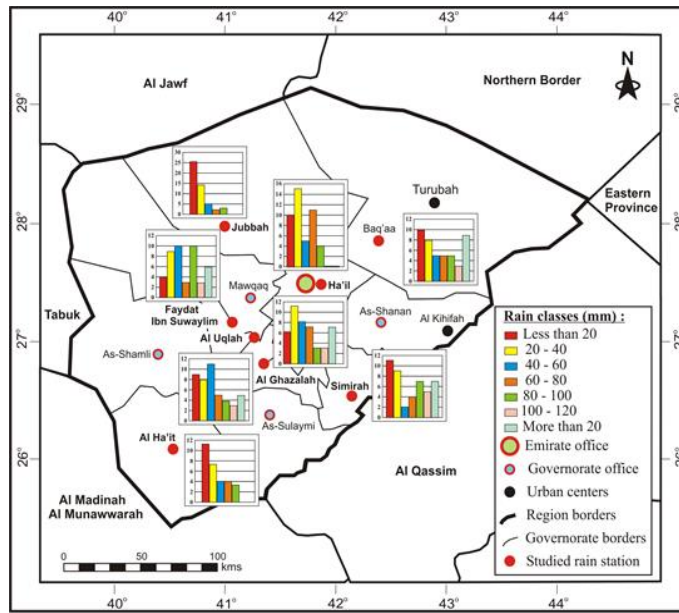 Al Jawf
Northern Border
N
29°
29°
Eastern
Province
Turubah
28°
28°
Jubbah
Baq'aa
Mawqaq
Ha'il
Faydat
Ibn Suwaylim
As-Shanan
Al Kihifah
Tabuk
27°
27°
Al Uqlah
As-Shamli
Al Ghazalah
Simirah
As-Sulaymi
Al Ha'it
26°
26°
Al Qassim
Al Madinah
Al Munawwarah
Rain classes (mm) :
Less than 20
20 - 40
40 - 60
60 - 80
80 - 100
100 - 120
More than 20
Emirate office
Governorate office
Urban centers
Region borders
Governorate borders
Studied rain station
0 50 100
kms
40° 41° 42° 43° 44°